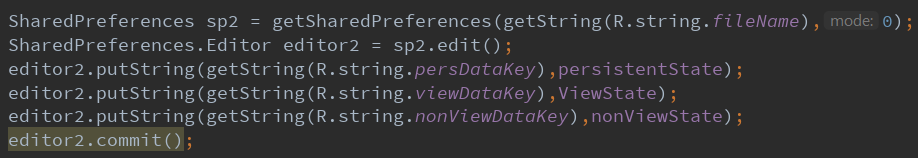 SharedPreferences sp2 = getSharedPreferences(getString(R.string.fileName), mode: 0);
SharedPreferences.Editor editor2 = sp2.edit();
editor2.putString(getString(R.string.persDataKey),persistentState);
editor2.putString(getString(R.string.viewDataKey),ViewState);
editor2.putString(getString(R.string.nonViewDataKey),nonViewState);
editor2.commit();